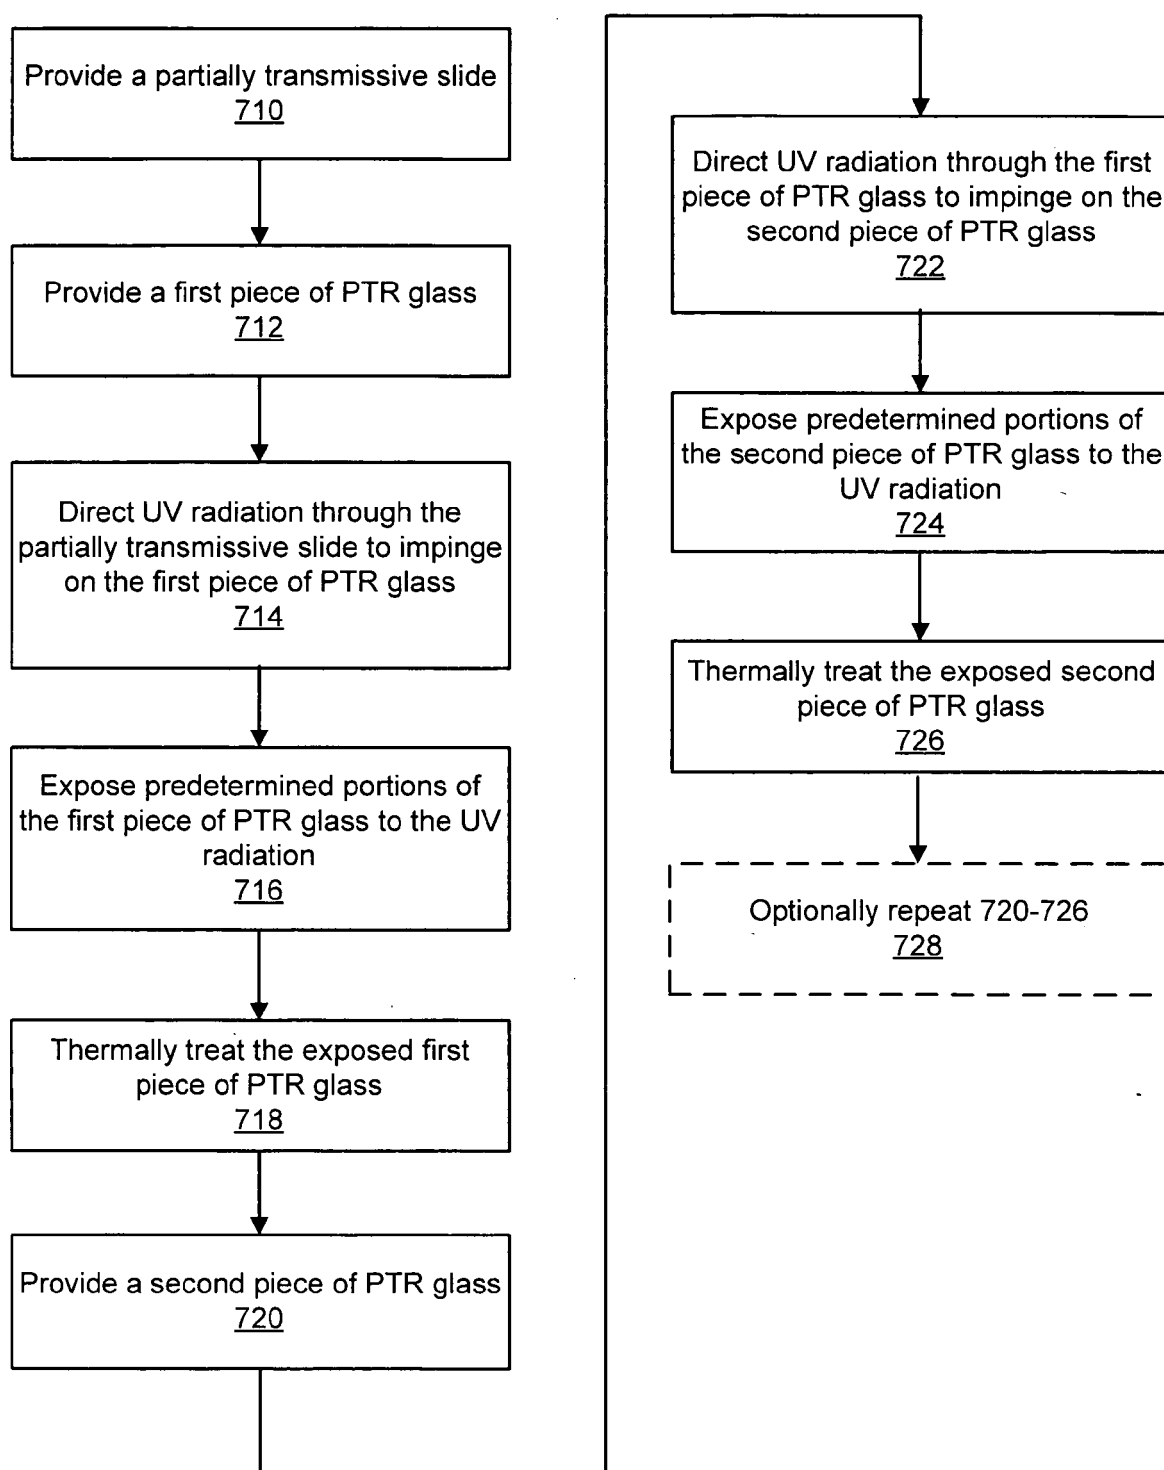 Provide a partially transmissive slide
710
Provide a first piece of PTR glass
712
Direct UV radiation through the
partially transmissive slide to impinge
on the first piece of PTR glass
714
Expose predetermined portions of
the first piece of PTR glass to the UV
radiation
716
Thermally treat the exposed first
piece of PTR glass
718
Provide a second piece of PTR glass
720
Direct UV radiation through the first
piece of PTR glass to impinge on the
second piece of PTR glass
722
Expose predetermined portions of
the second piece of PTR glass to the
UV radiation
724
Thermally treat the exposed second
piece of PTR glass
726
Optionally repeat 720-726
728